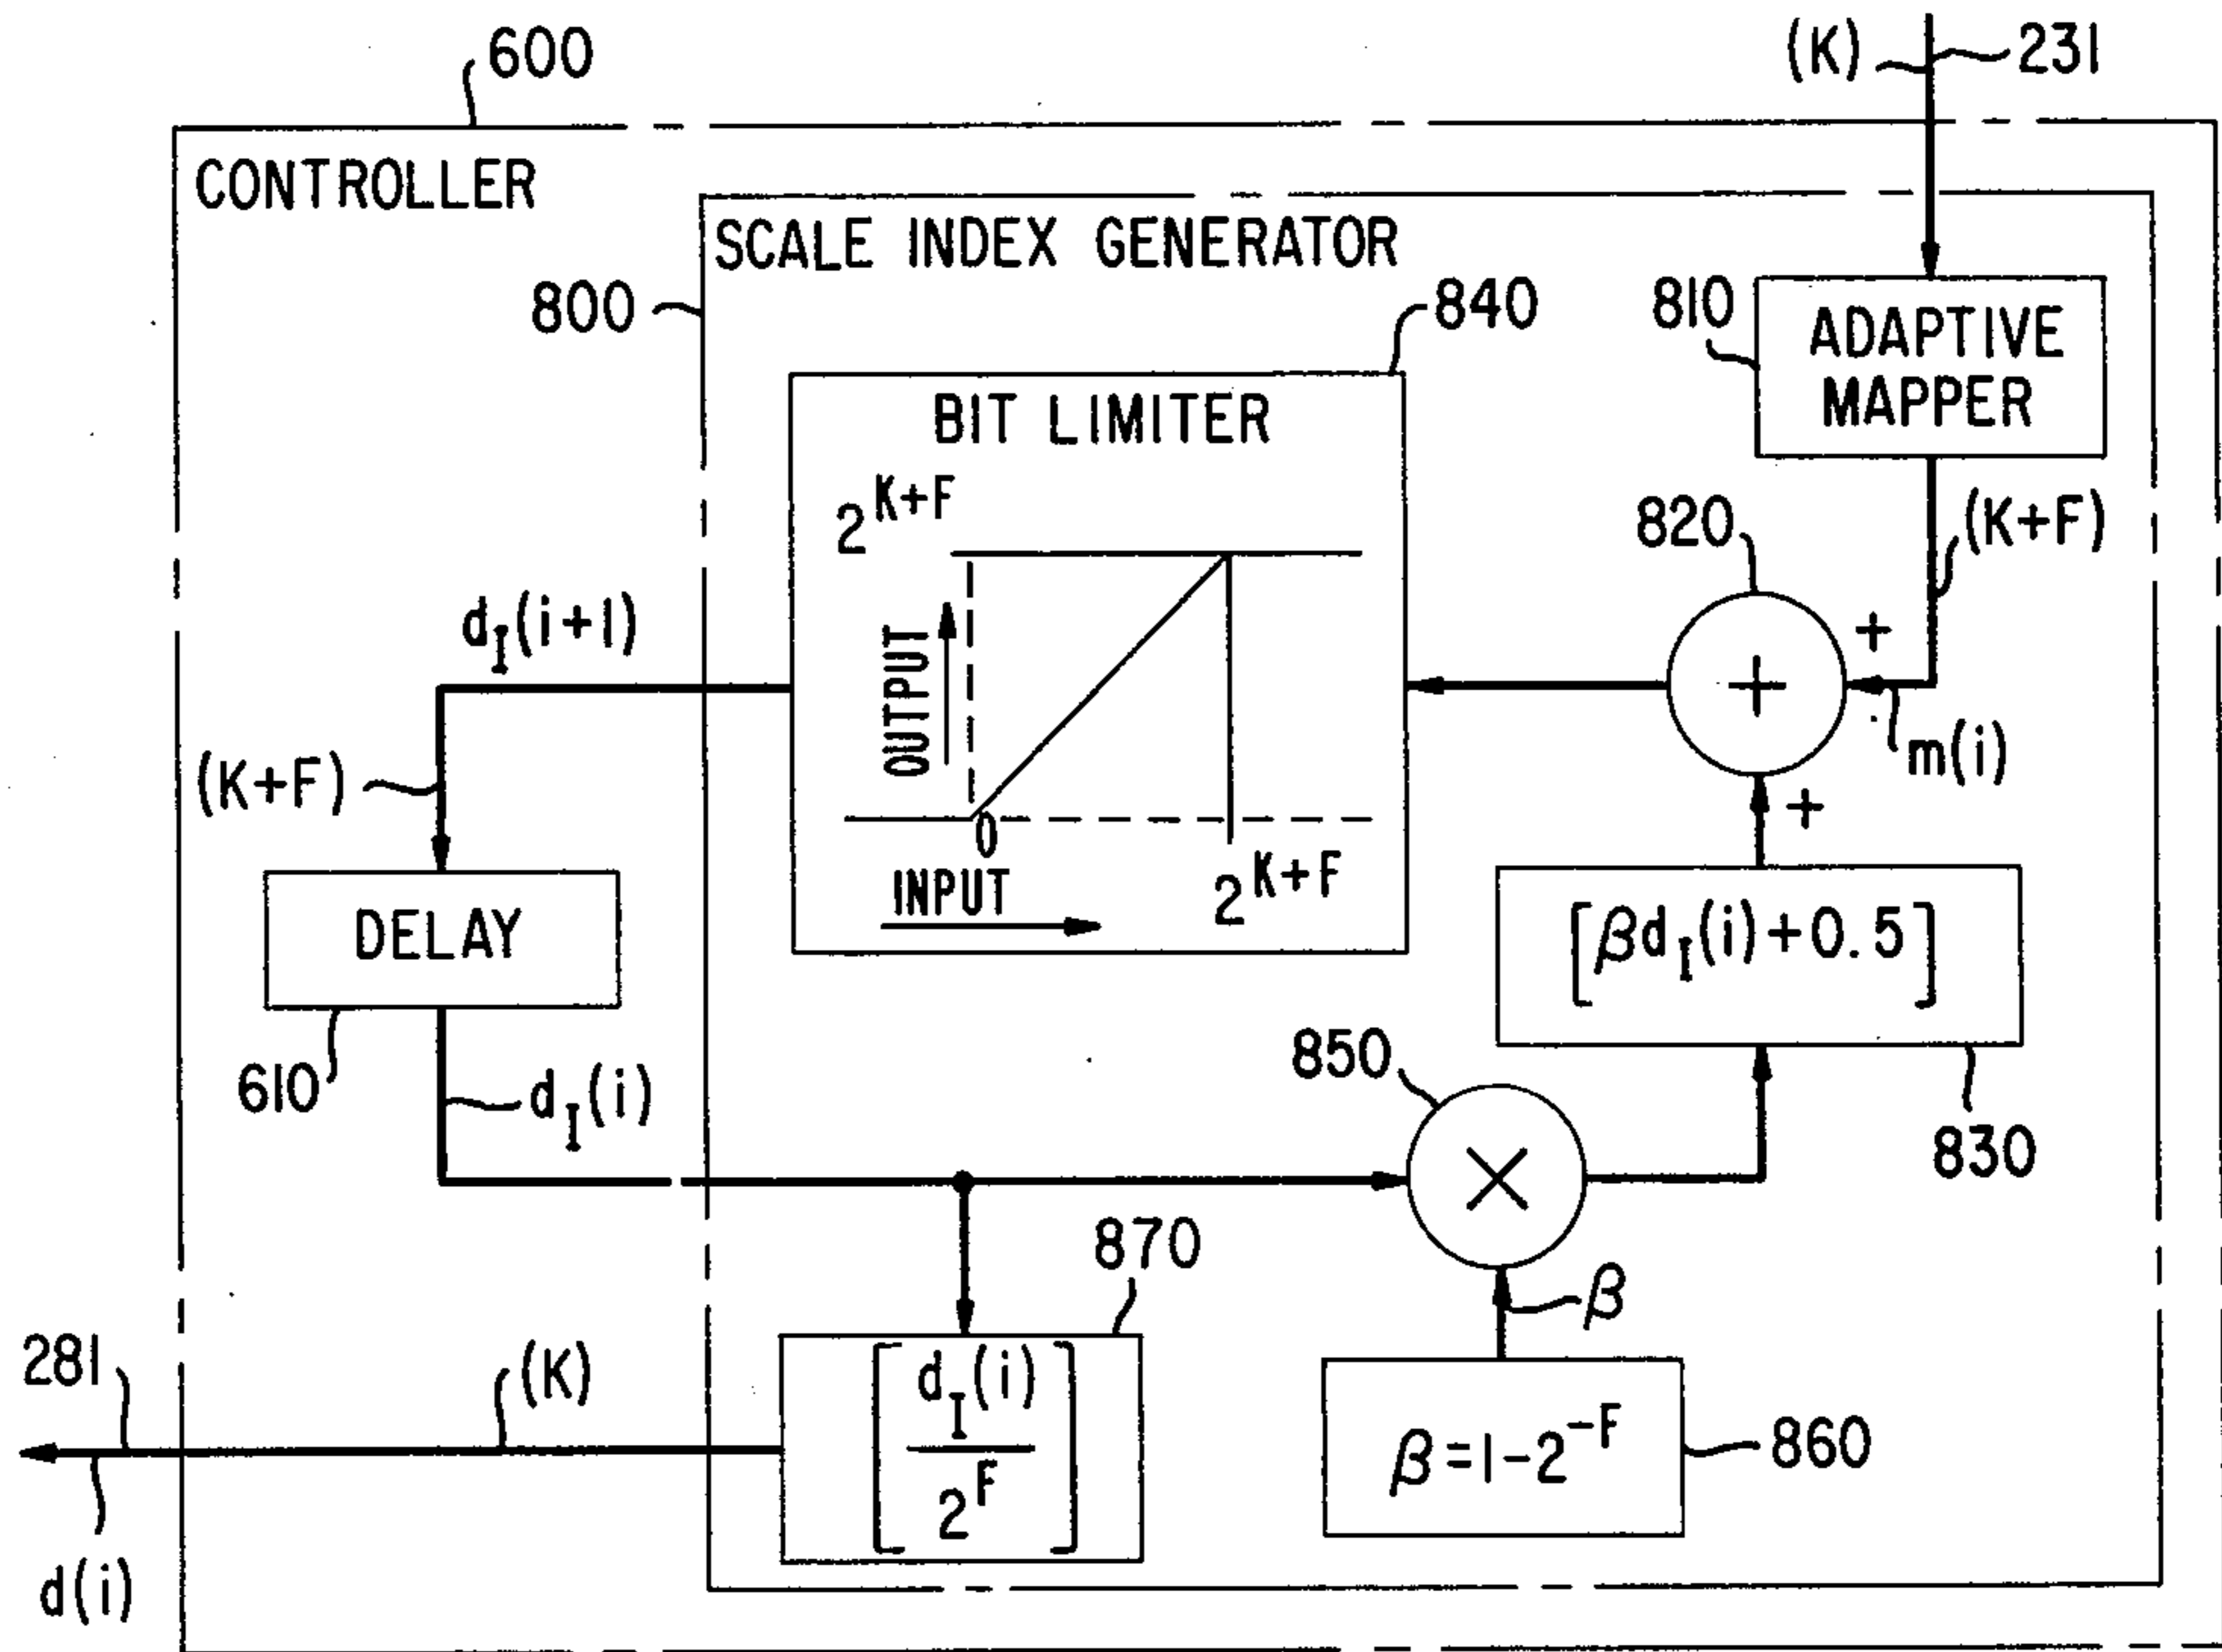 600
(K)
231
CONTROLLER
SCALE INDEX GENERATOR
800
840
810
ADAPTIVE
MAPPER
BIT LIMITER
2^{K+F}
820
(K+F)
d_I(i+1)
OUTPUT
+
+
m(i)
(K+F)
0
+
INPUT
2^{K+F}
DELAY
[βd_I(i)+0.5]
850
610
d_I(i)
×
830
870
β
281
(K)
[d_I(i)
2^F]
β=1-2^{-F}
860
d(i)